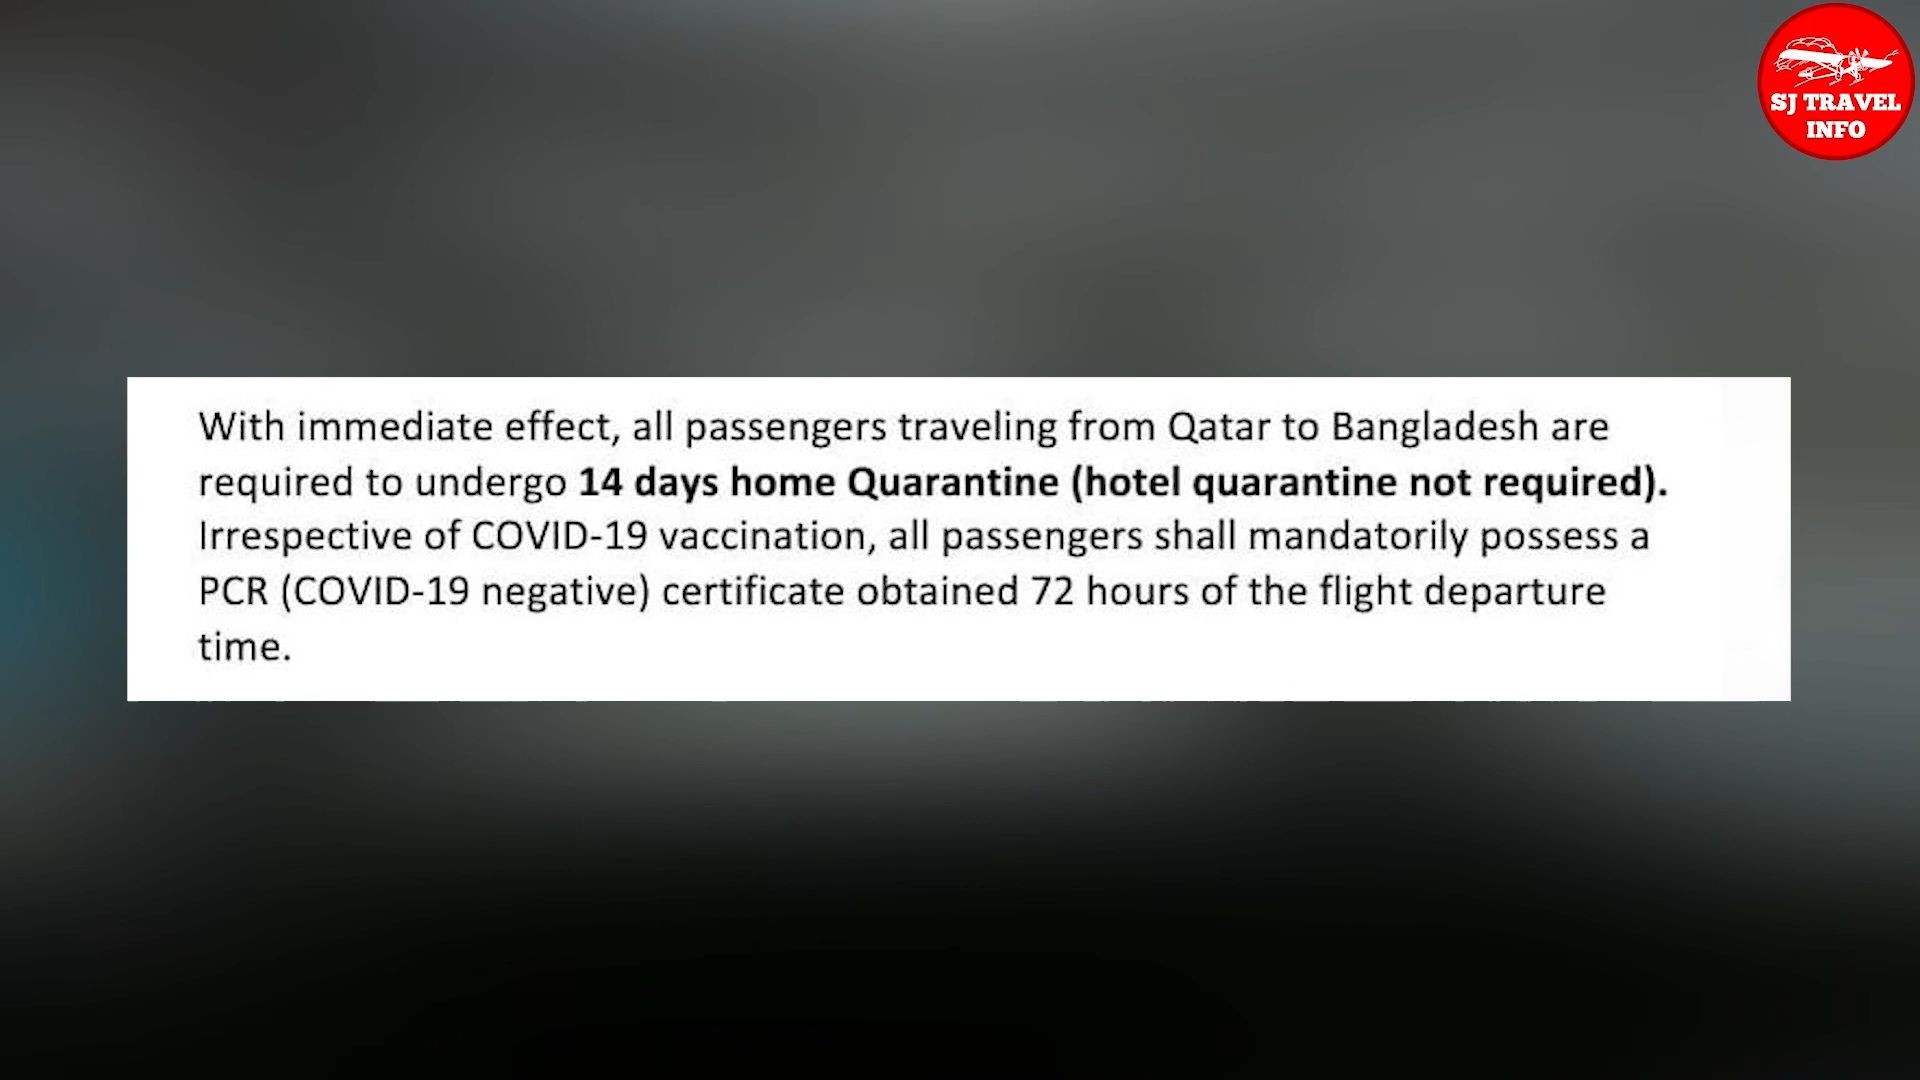 SJ TRAVEL
INFO
With immediate effect, all passengers traveling from Qatar to Bangladesh are
required to undergo 14 days home Quarantine (hotel quarantine not required).
Irrespective of COVID-19 vaccination, all passengers shall mandatorily possess a
PCR (COVID-19 negative) certificate obtained 72 hours of the flight departure
time.